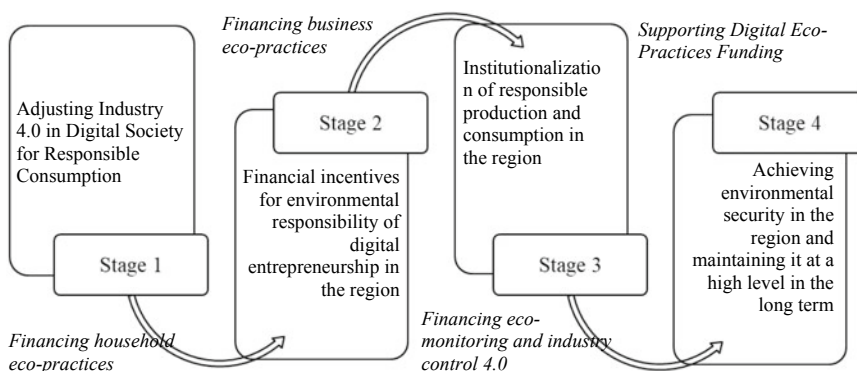 Financing business
eco-practices
Supporting Digital Eco-
Practices Funding
Adjusting Industry
4.0 in Digital Society
for Responsible
Consumption
Stage 1
Financing household
eco-practices
Stage 2
Financial incentives
for environmental
responsibility of
digital
entrepreneurship in
the region
Institutionalizatio
n of responsible
production and
consumption in
the region
Stage 3
Financing eco-
monitoring and industry
control 4.0
Stage 4
Achieving
environmental
security in the
region and
maintaining it at a
high level in the
long term